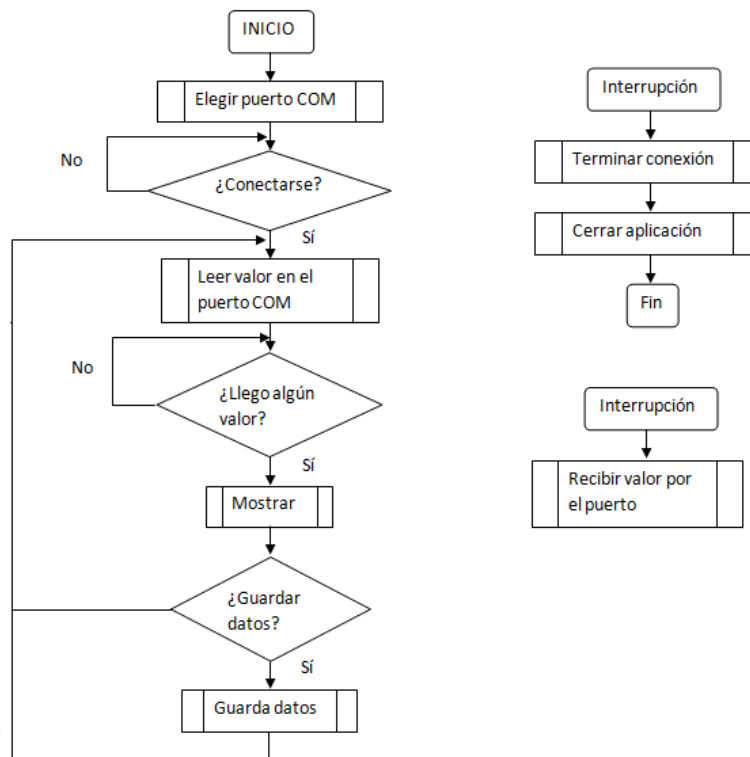 INICIO
Elegir puerto COM
No
¿Conectarse?
Sí
Leer valor en el
puerto COM
No
¿Llego algún
valor?
Sí
Mostrar
¿Guardar
datos?
Sí
Guarda datos
Interrupción
Terminar conexión
Cerrar aplicación
Fin
Interrupción
Recibir valor por
el puerto